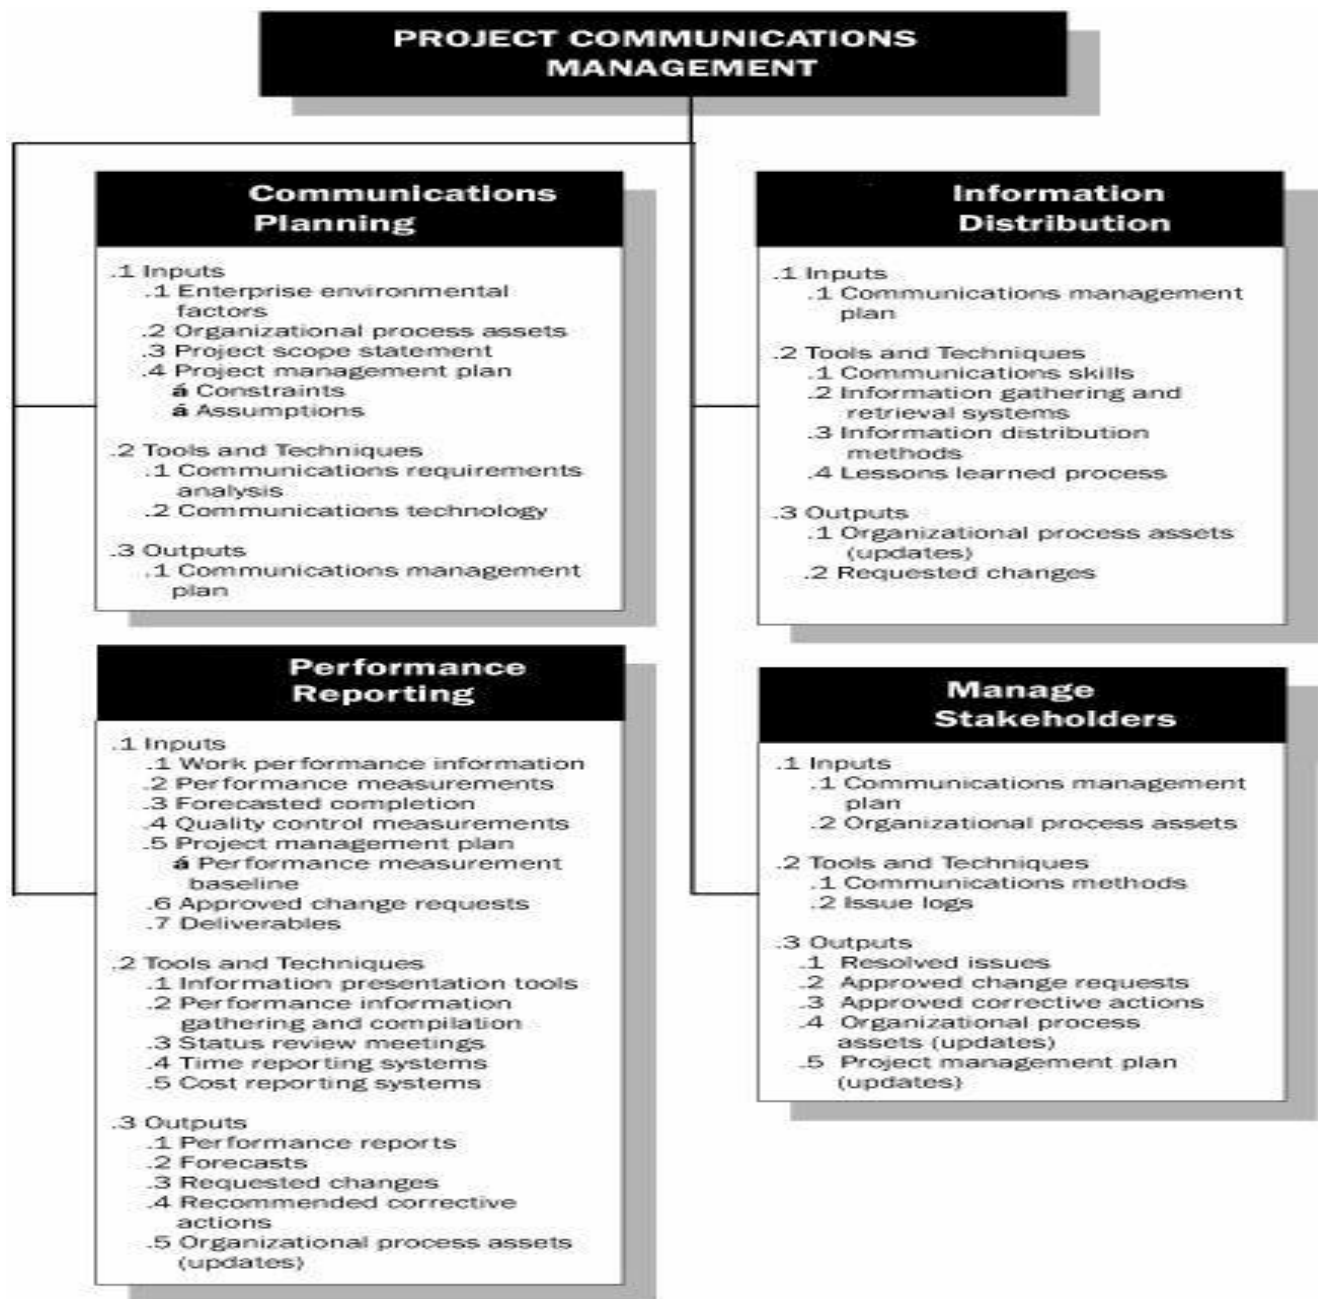 PROJECT COMMUNICATIONS
MANAGEMENT
Communications
Planning
.1 Inputs
.1 Enterprise environmental
factors
.2 Organizational process assets
.3 Project scope statement
.4 Project management plan
á Constraints
á Assumptions
.2 Tools and Techniques
.1 Communications requirements
analysis
.2 Communications technology
.3 Outputs
.1 Communications management
plan
Information
Distribution
.1 Inputs
.1 Communications management
plan
.2 Tools and Techniques
.1 Communications skills
.2 Information gathering and
retrieval systems
.3 Information distribution
methods
.4 Lessons learned process
.3 Outputs
.1 Organizational process assets
(updates)
.2 Requested changes
Performance
Reporting
.1 Inputs
.1 Work performance information
.2 Performance measurements
.3 Forecasted completion
.4 Quality control measurements
.5 Project management plan
á Performance measurement
baseline
.6 Approved change requests
.7 Deliverables
.2 Tools and Techniques
.1 Information presentation tools
.2 Performance information
gathering and compilation
.3 Status review meetings
.4 Time reporting systems
.5 Cost reporting systems
.3 Outputs
.1 Performance reports
.2 Forecasts
.3 Requested changes
.4 Recommended corrective
actions
.5 Organizational process assets
(updates)
Manage
Stakeholders
.1 Inputs
.1 Communications management
plan
.2 Organizational process assets
.2 Tools and Techniques
.1 Communications methods
.2 Issue logs
.3 Outputs
.1 Resolved issues
.2 Approved change requests
.3 Approved corrective actions
.4 Organizational process
assets (updates)
.5 Project management plan
(updates)